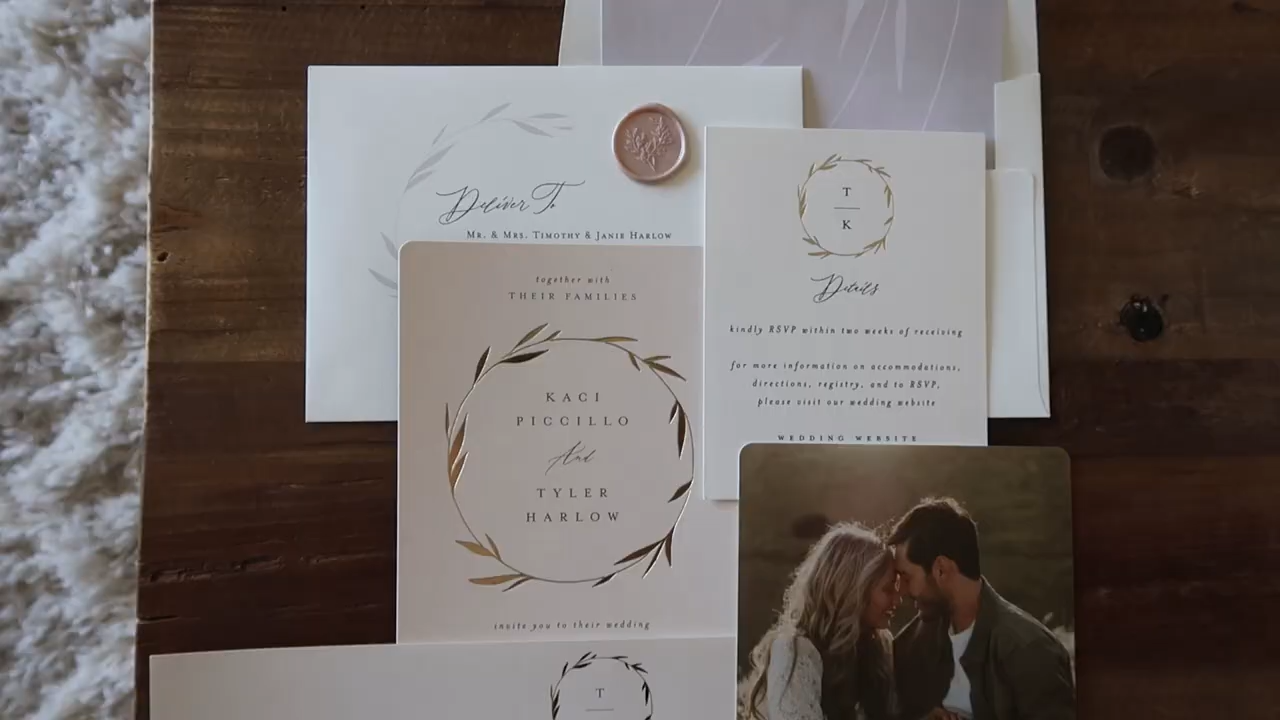 Deliver To
Mr. & Mrs. Timothy & Janie Harlow
together with
THEIR FAMILIES
KACI
PICCILLO
And
TYLER
HARLOW
invite you to their wedding
T
K
Details
kindly RSVP within two weeks of receiving
for more information on accommodations,
directions, registry, and to RSVP,
please visit our wedding website
WEDDING WEBSITE
T